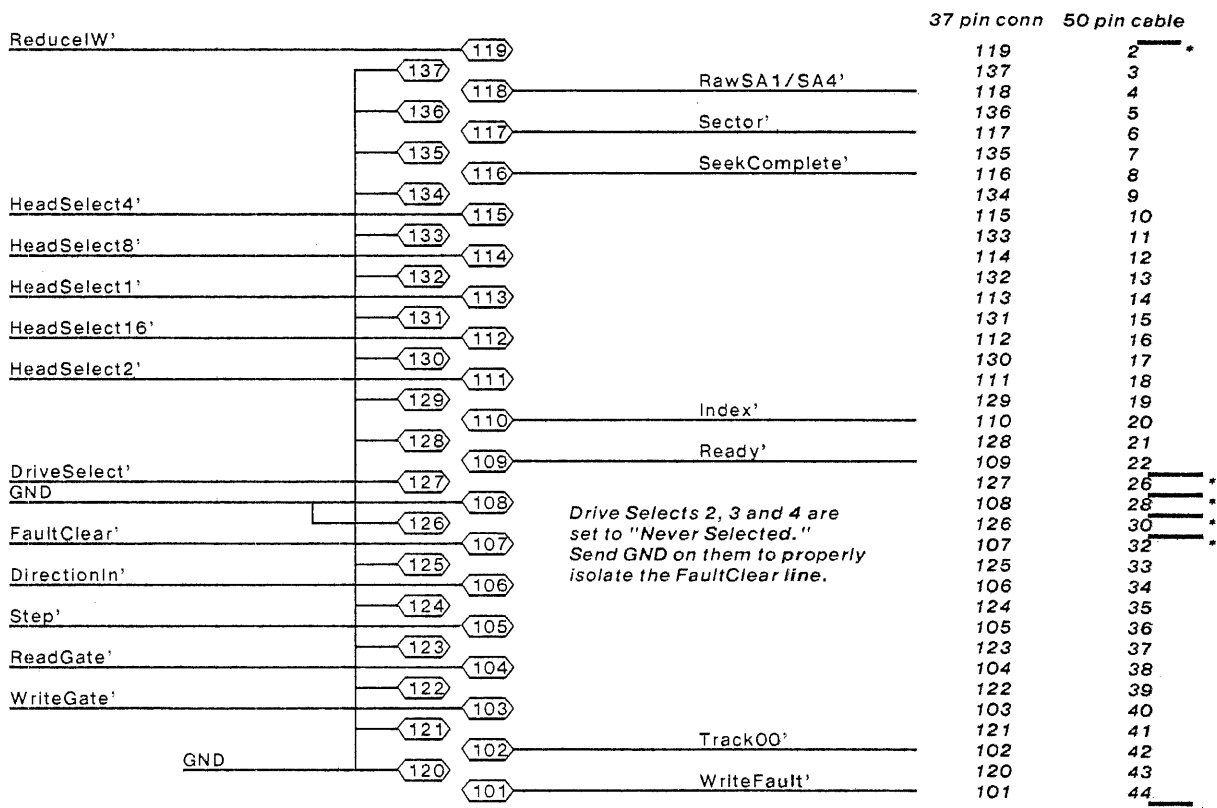 37 pin conn 50 pin cable
ReduceIW' 119 119 2 *
137 137 3
118 RawSA1/SA4' 118 4
136 136 5
117 Sector' 117 6
135 135 7
116 SeekComplete' 116 8
134 134 9
HeadSelect4' 115 115 10
133 133 11
HeadSelect8' 114 114 12
132 132 13
HeadSelect1' 113 113 14
131 131 15
HeadSelect16' 112 112 16
130 130 17
HeadSelect2' 111 111 18
129 129 19
110 Index' 110 20
128 128 21
109 Ready' 109 22
DriveSelect' 127 127 26 *
GND 108 108 28 *
126 126 30 *
FaultClear' 107 107 32 *
Drive Selects 2, 3 and 4 are
set to "Never Selected."
Send GND on them to properly
isolate the FaultClear line.
125 125 33
DirectionIn' 106 106 34
124 124 35
Step' 105 105 36
123 123 37
ReadGate' 104 104 38
122 122 39
WriteGate' 103 103 40
121 121 41
102 Track00' 102 42
GND 120 120 43
101 WriteFault' 101 44